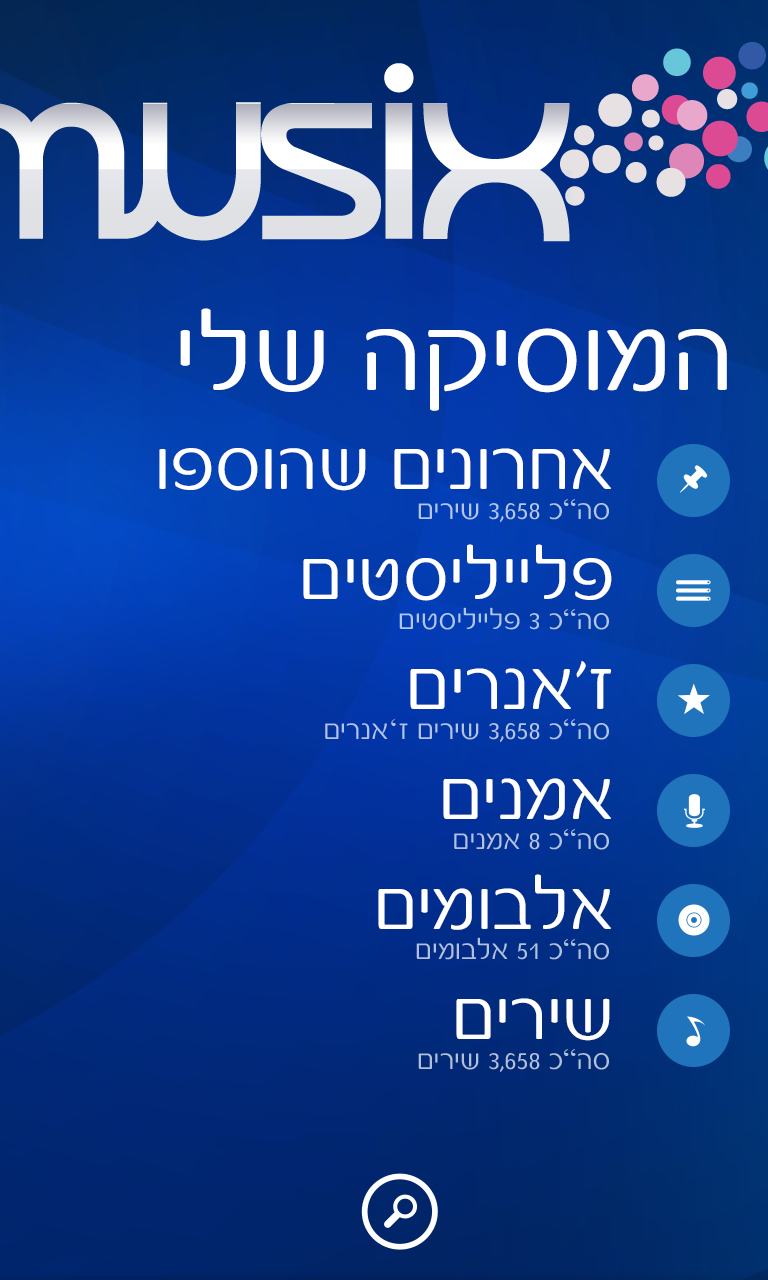 musix
המוסיקה שלי
אחרונים שהוספו
סה“כ 3,658 שירים
פלייליסטים
סה“כ 3 פלייליסטים
ז'אנרים
סה“כ 3,658 שירים ז'אנרים
אמנים
סה“כ 8 אמנים
אלבומים
סה“כ 51 אלבומים
שירים
סה“כ 3,658 שירים